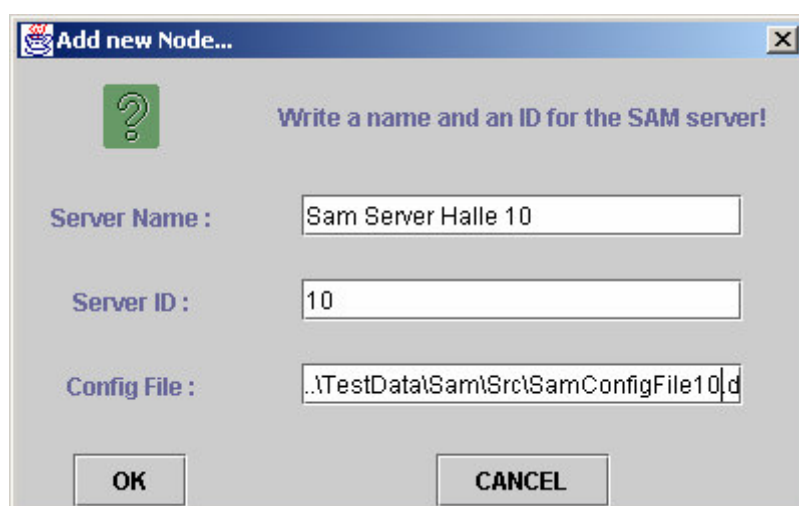 Add new Node...
Write a name and an ID for the SAM server!
Server Name :
Sam Server Halle 10
Server ID :
10
Config File :
..\TestData\Sam\Src\SamConfigFile10.d
OK
CANCEL